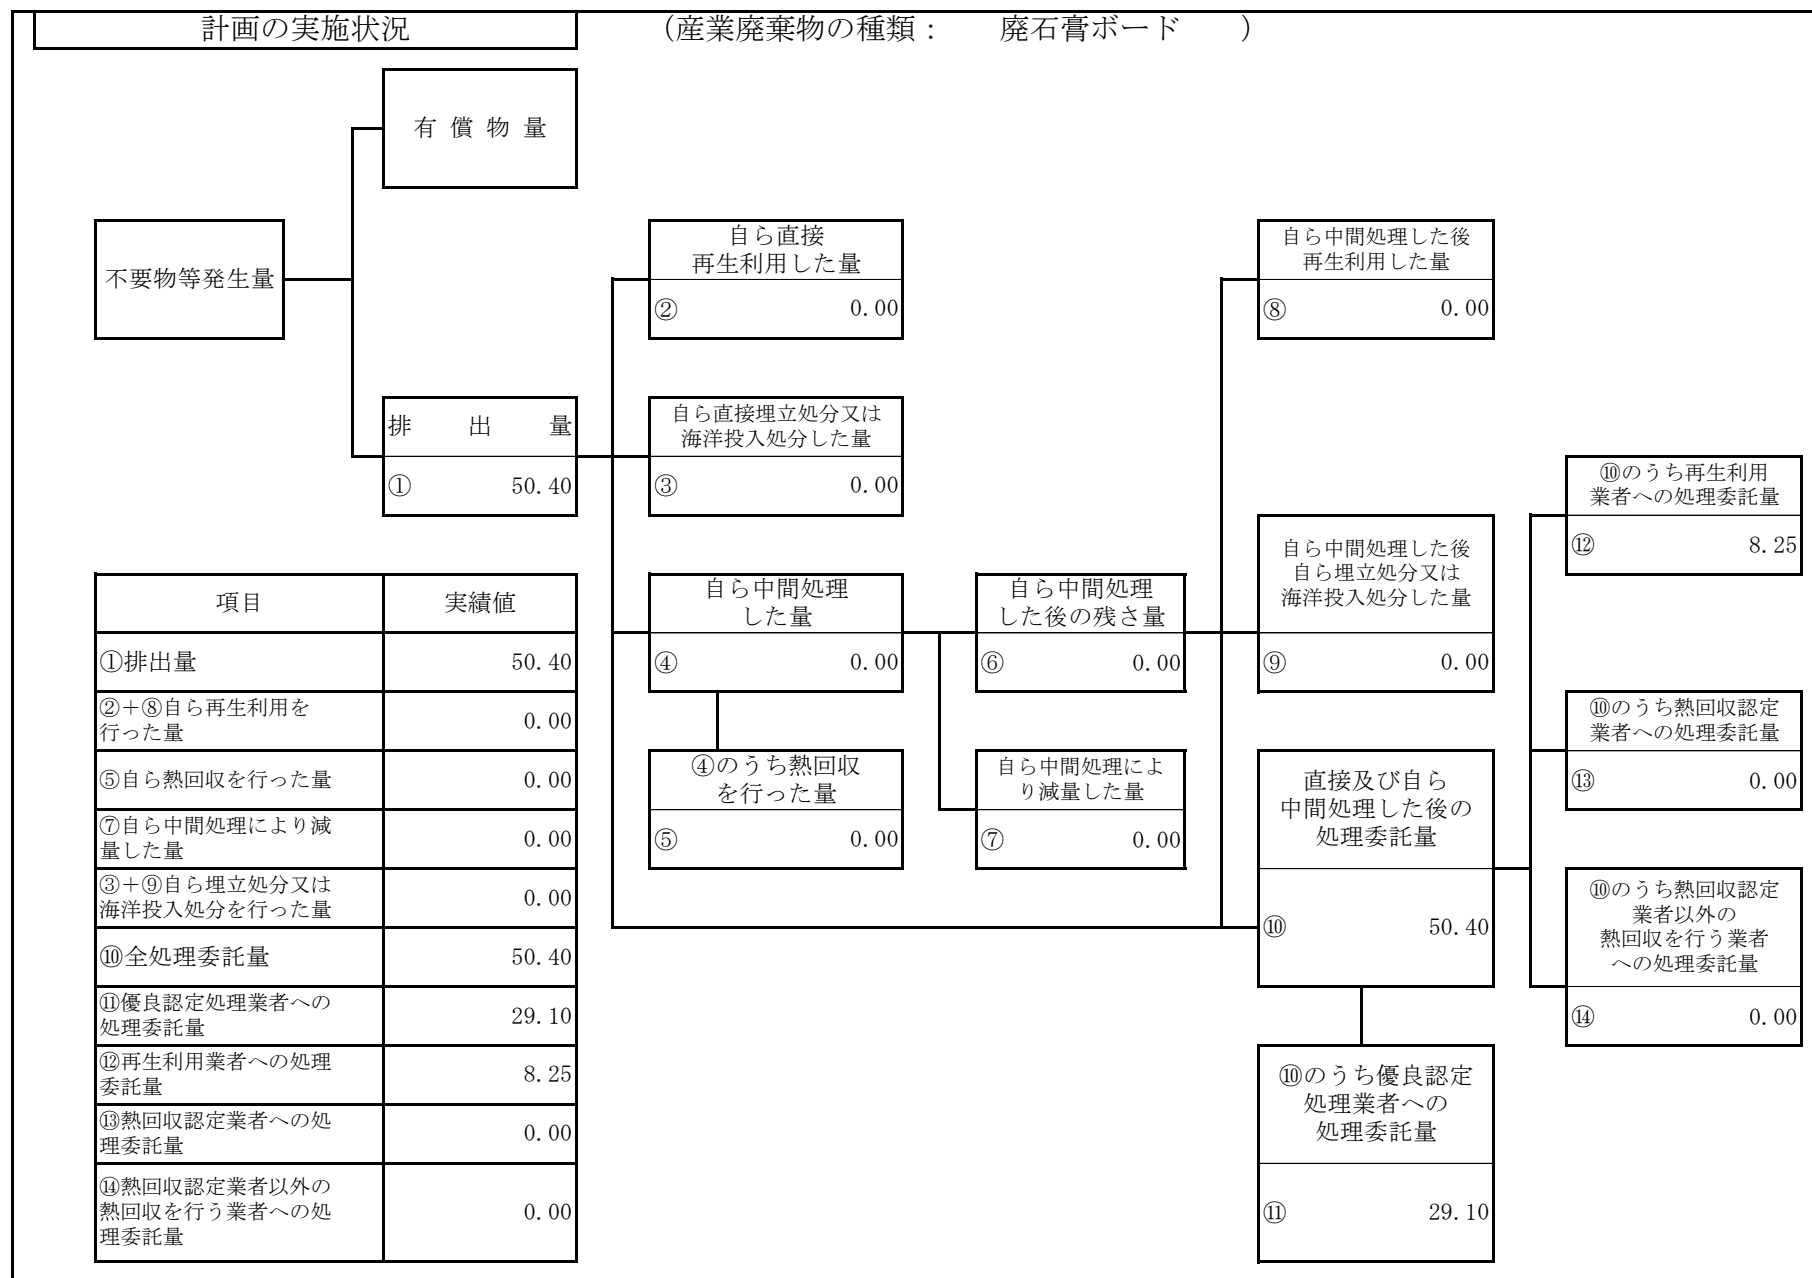 計画の実施状況
（産業廃棄物の種類：　廃石膏ボード　）
有償物量
不要物等発生量
排出量
① 50.40
自ら直接
再生利用した量
② 0.00
自ら直接埋立処分又は
海洋投入処分した量
③ 0.00
自ら中間処理
した量
④ 0.00
④のうち熱回収
を行った量
⑤ 0.00
自ら中間処理
した後の残さ量
⑥ 0.00
自ら中間処理によ
り減量した量
⑦ 0.00
自ら中間処理した後
再生利用した量
⑧ 0.00
自ら中間処理した後
自ら埋立処分又は
海洋投入処分した量
⑨ 0.00
直接及び自ら
中間処理した後の
処理委託量
⑩ 50.40
⑩のうち優良認定
処理業者への
処理委託量
⑪ 29.10
⑩のうち再生利用
業者への処理委託量
⑫ 8.25
⑩のうち熱回収認定
業者への処理委託量
⑬ 0.00
⑩のうち熱回収認定
業者以外の
熱回収を行う業者
への処理委託量
⑭ 0.00
項目 実績値
①排出量 50.40
②＋⑧自ら再生利用を
行った量 0.00
⑤自ら熱回収を行った量 0.00
⑦自ら中間処理により減
量した量 0.00
③＋⑨自ら埋立処分又は
海洋投入処分を行った量 0.00
⑩全処理委託量 50.40
⑪優良認定処理業者への
処理委託量 29.10
⑫再生利用業者への処理
委託量 8.25
⑬熱回収認定業者への処
理委託量 0.00
⑭熱回収認定業者以外の
熱回収を行う業者への処
理委託量 0.00